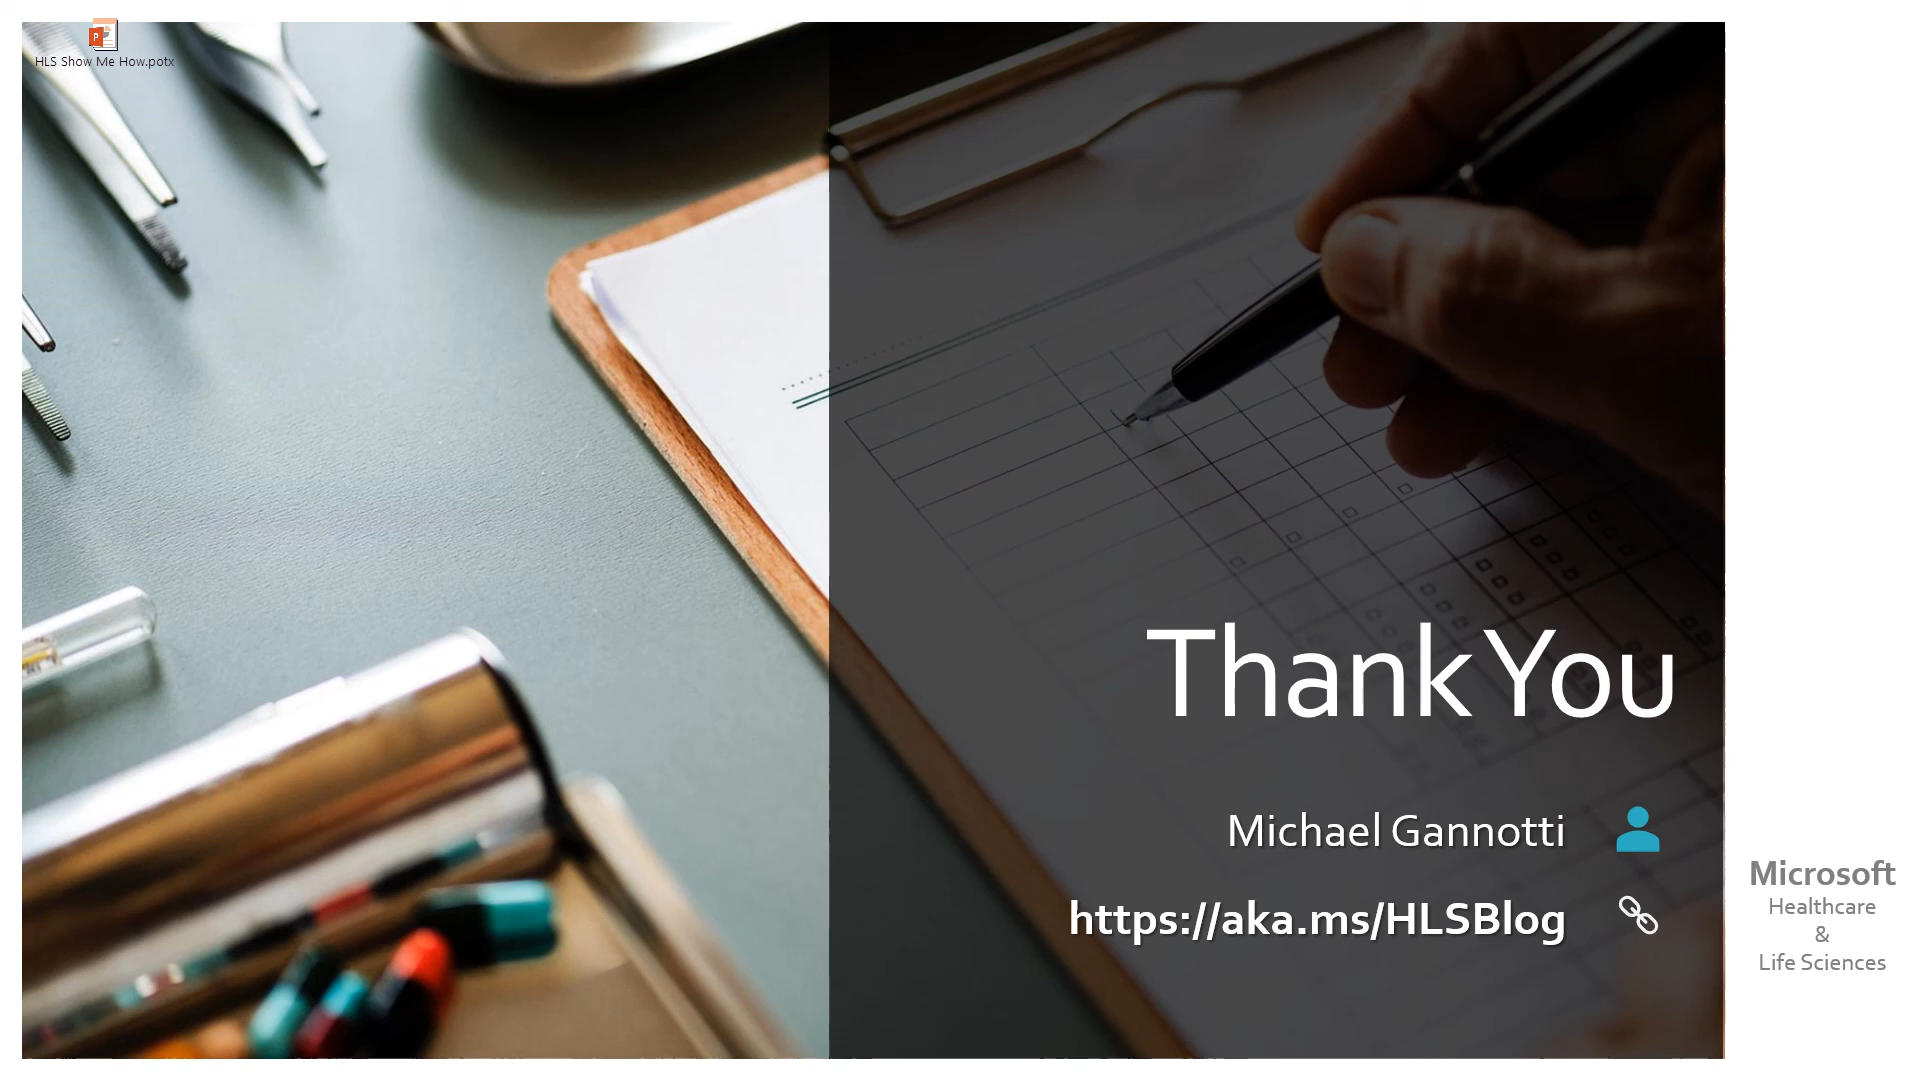 HLS Show Me How.potx
Thank You
Michael Gannotti
https://aka.ms/HLSBlog
Microsoft
Healthcare
&
Life Sciences